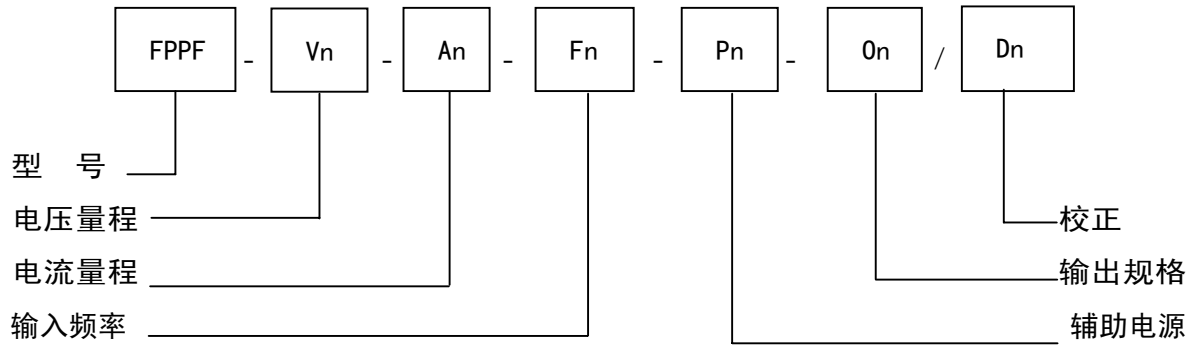 FPPF - Vn - An - Fn - Pn - On / Dn
型 号
电压量程 校正
电流量程 输出规格
输入频率 辅助电源